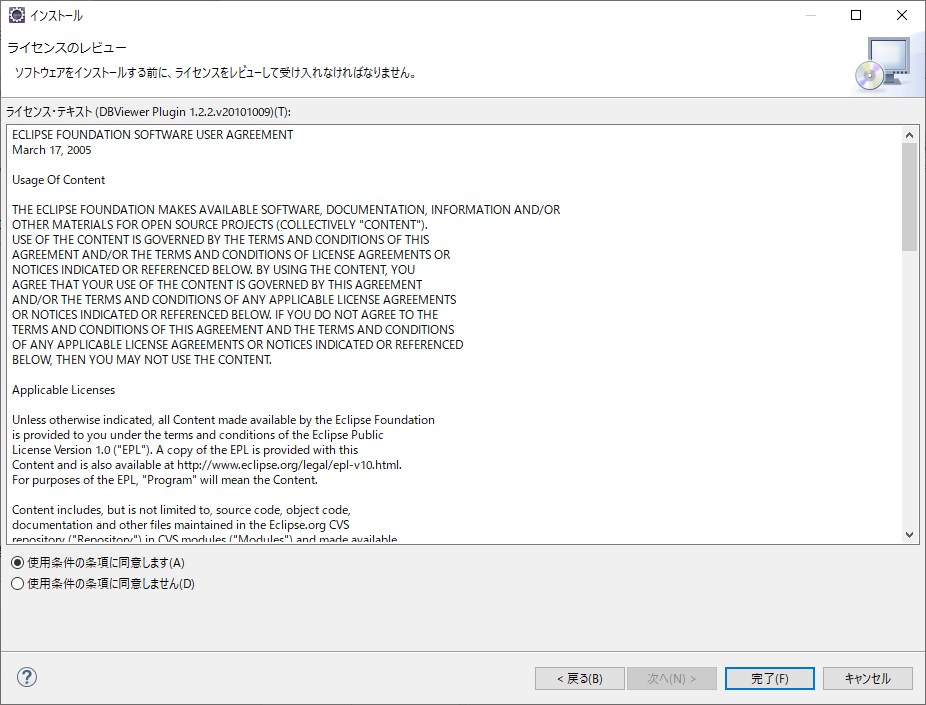 インストール
ライセンスのレビュー
ソフトウェアをインストールする前に、ライセンスをレビューして受け入れなければなりません。
ライセンス・テキスト (DBViewer Plugin 1.2.2.v20101009)(T):
ECLIPSE FOUNDATION SOFTWARE USER AGREEMENT
March 17, 2005
Usage Of Content
THE ECLIPSE FOUNDATION MAKES AVAILABLE SOFTWARE, DOCUMENTATION, INFORMATION AND/OR
OTHER MATERIALS FOR OPEN SOURCE PROJECTS (COLLECTIVELY "CONTENT").
USE OF THE CONTENT IS GOVERNED BY THE TERMS AND CONDITIONS OF THIS
AGREEMENT AND/OR THE TERMS AND CONDITIONS OF LICENSE AGREEMENTS OR
NOTICES INDICATED OR REFERENCED BELOW. BY USING THE CONTENT, YOU
AGREE THAT YOUR USE OF THE CONTENT IS GOVERNED BY THIS AGREEMENT
AND/OR THE TERMS AND CONDITIONS OF ANY APPLICABLE LICENSE AGREEMENTS
OR NOTICES INDICATED OR REFERENCED BELOW. IF YOU DO NOT AGREE TO THE
TERMS AND CONDITIONS OF THIS AGREEMENT AND THE TERMS AND CONDITIONS
OF ANY APPLICABLE LICENSE AGREEMENTS OR NOTICES INDICATED OR REFERENCED
BELOW, THEN YOU MAY NOT USE THE CONTENT.
Applicable Licenses
Unless otherwise indicated, all Content made available by the Eclipse Foundation
is provided to you under the terms and conditions of the Eclipse Public
License Version 1.0 ("EPL"). A copy of the EPL is provided with this
Content and is also available at http://www.eclipse.org/legal/epl-v10.html.
For purposes of the EPL, "Program" will mean the Content.
Content includes, but is not limited to, source code, object code,
documentation and other files maintained in the Eclipse.org CVS
repository ("Repository") in CVS modules ("Modules") and made available
使用条件の条項に同意します(A)
使用条件の条項に同意しません(D)
?
< 戻る(B)
次へ(N) >
完了(F)
キャンセル